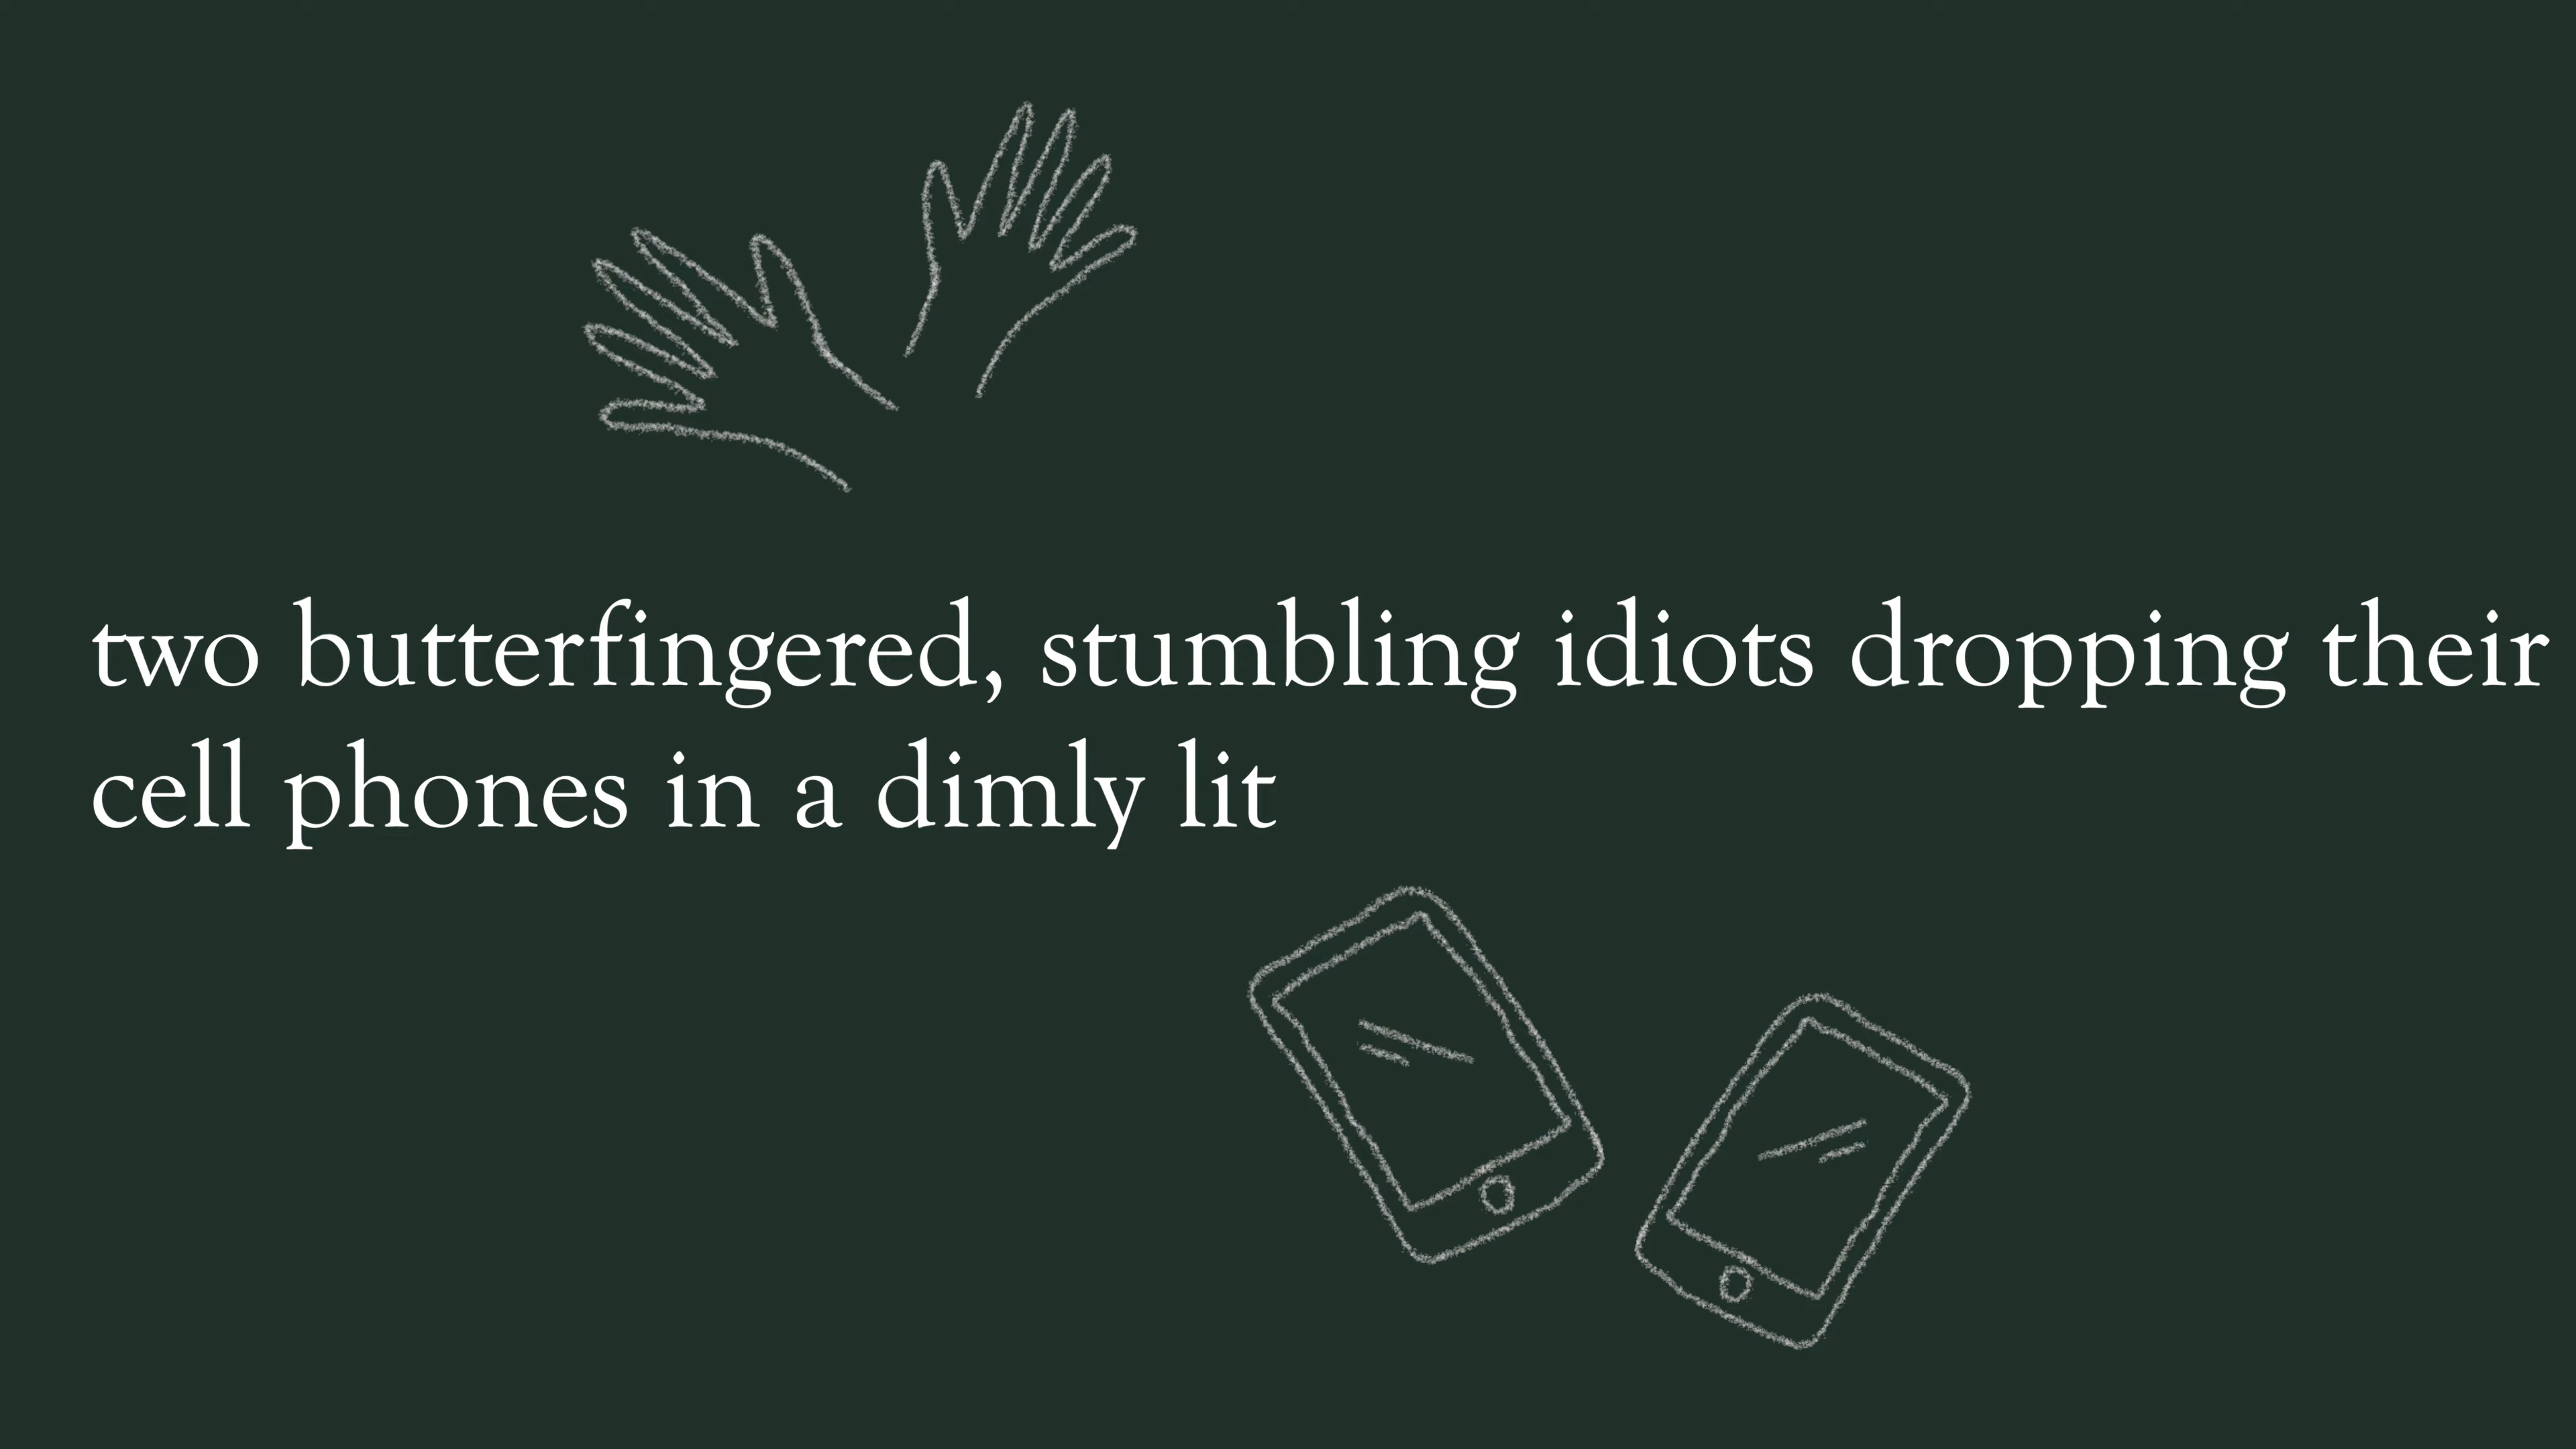 two butterfingered, stumbling idiots dropping their
cell phones in a dimly lit